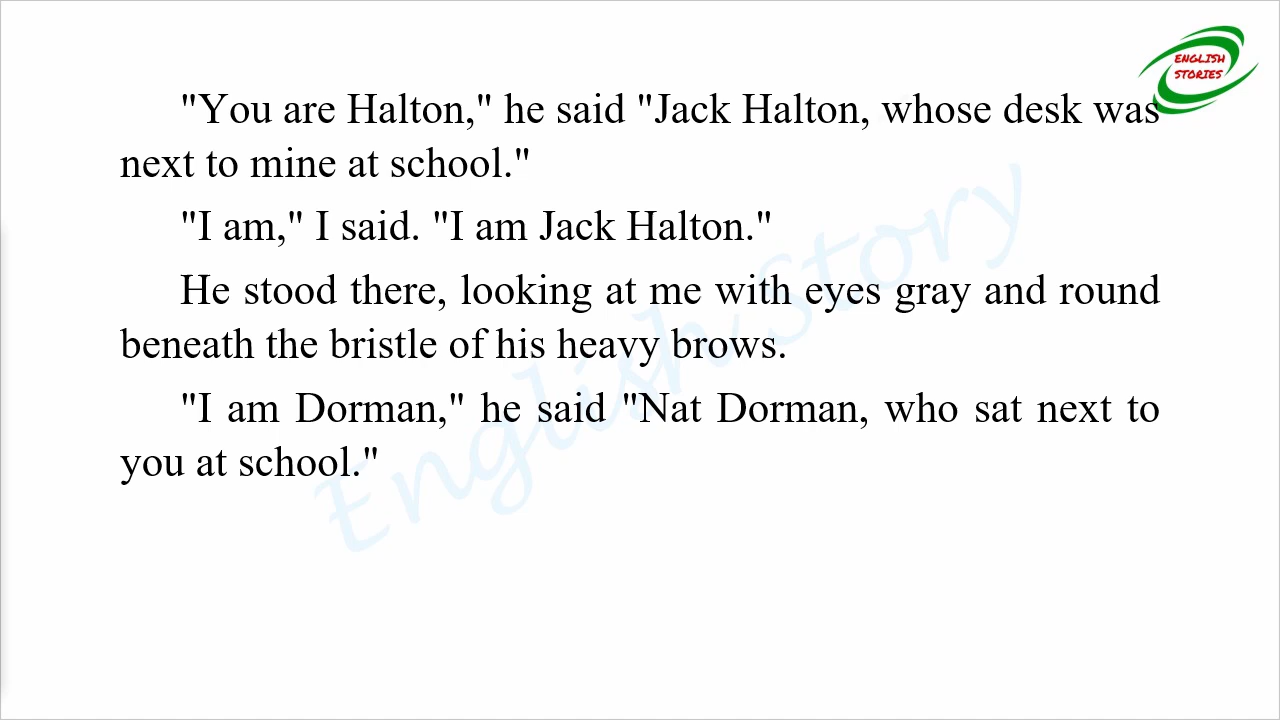 ENGLISH
STORIES
"You are Halton," he said "Jack Halton, whose desk was
next to mine at school."
"I am," I said. "I am Jack Halton."
He stood there, looking at me with eyes gray and round
beneath the bristle of his heavy brows.
"I am Dorman," he said "Nat Dorman, who sat next to
you at school."
English Story